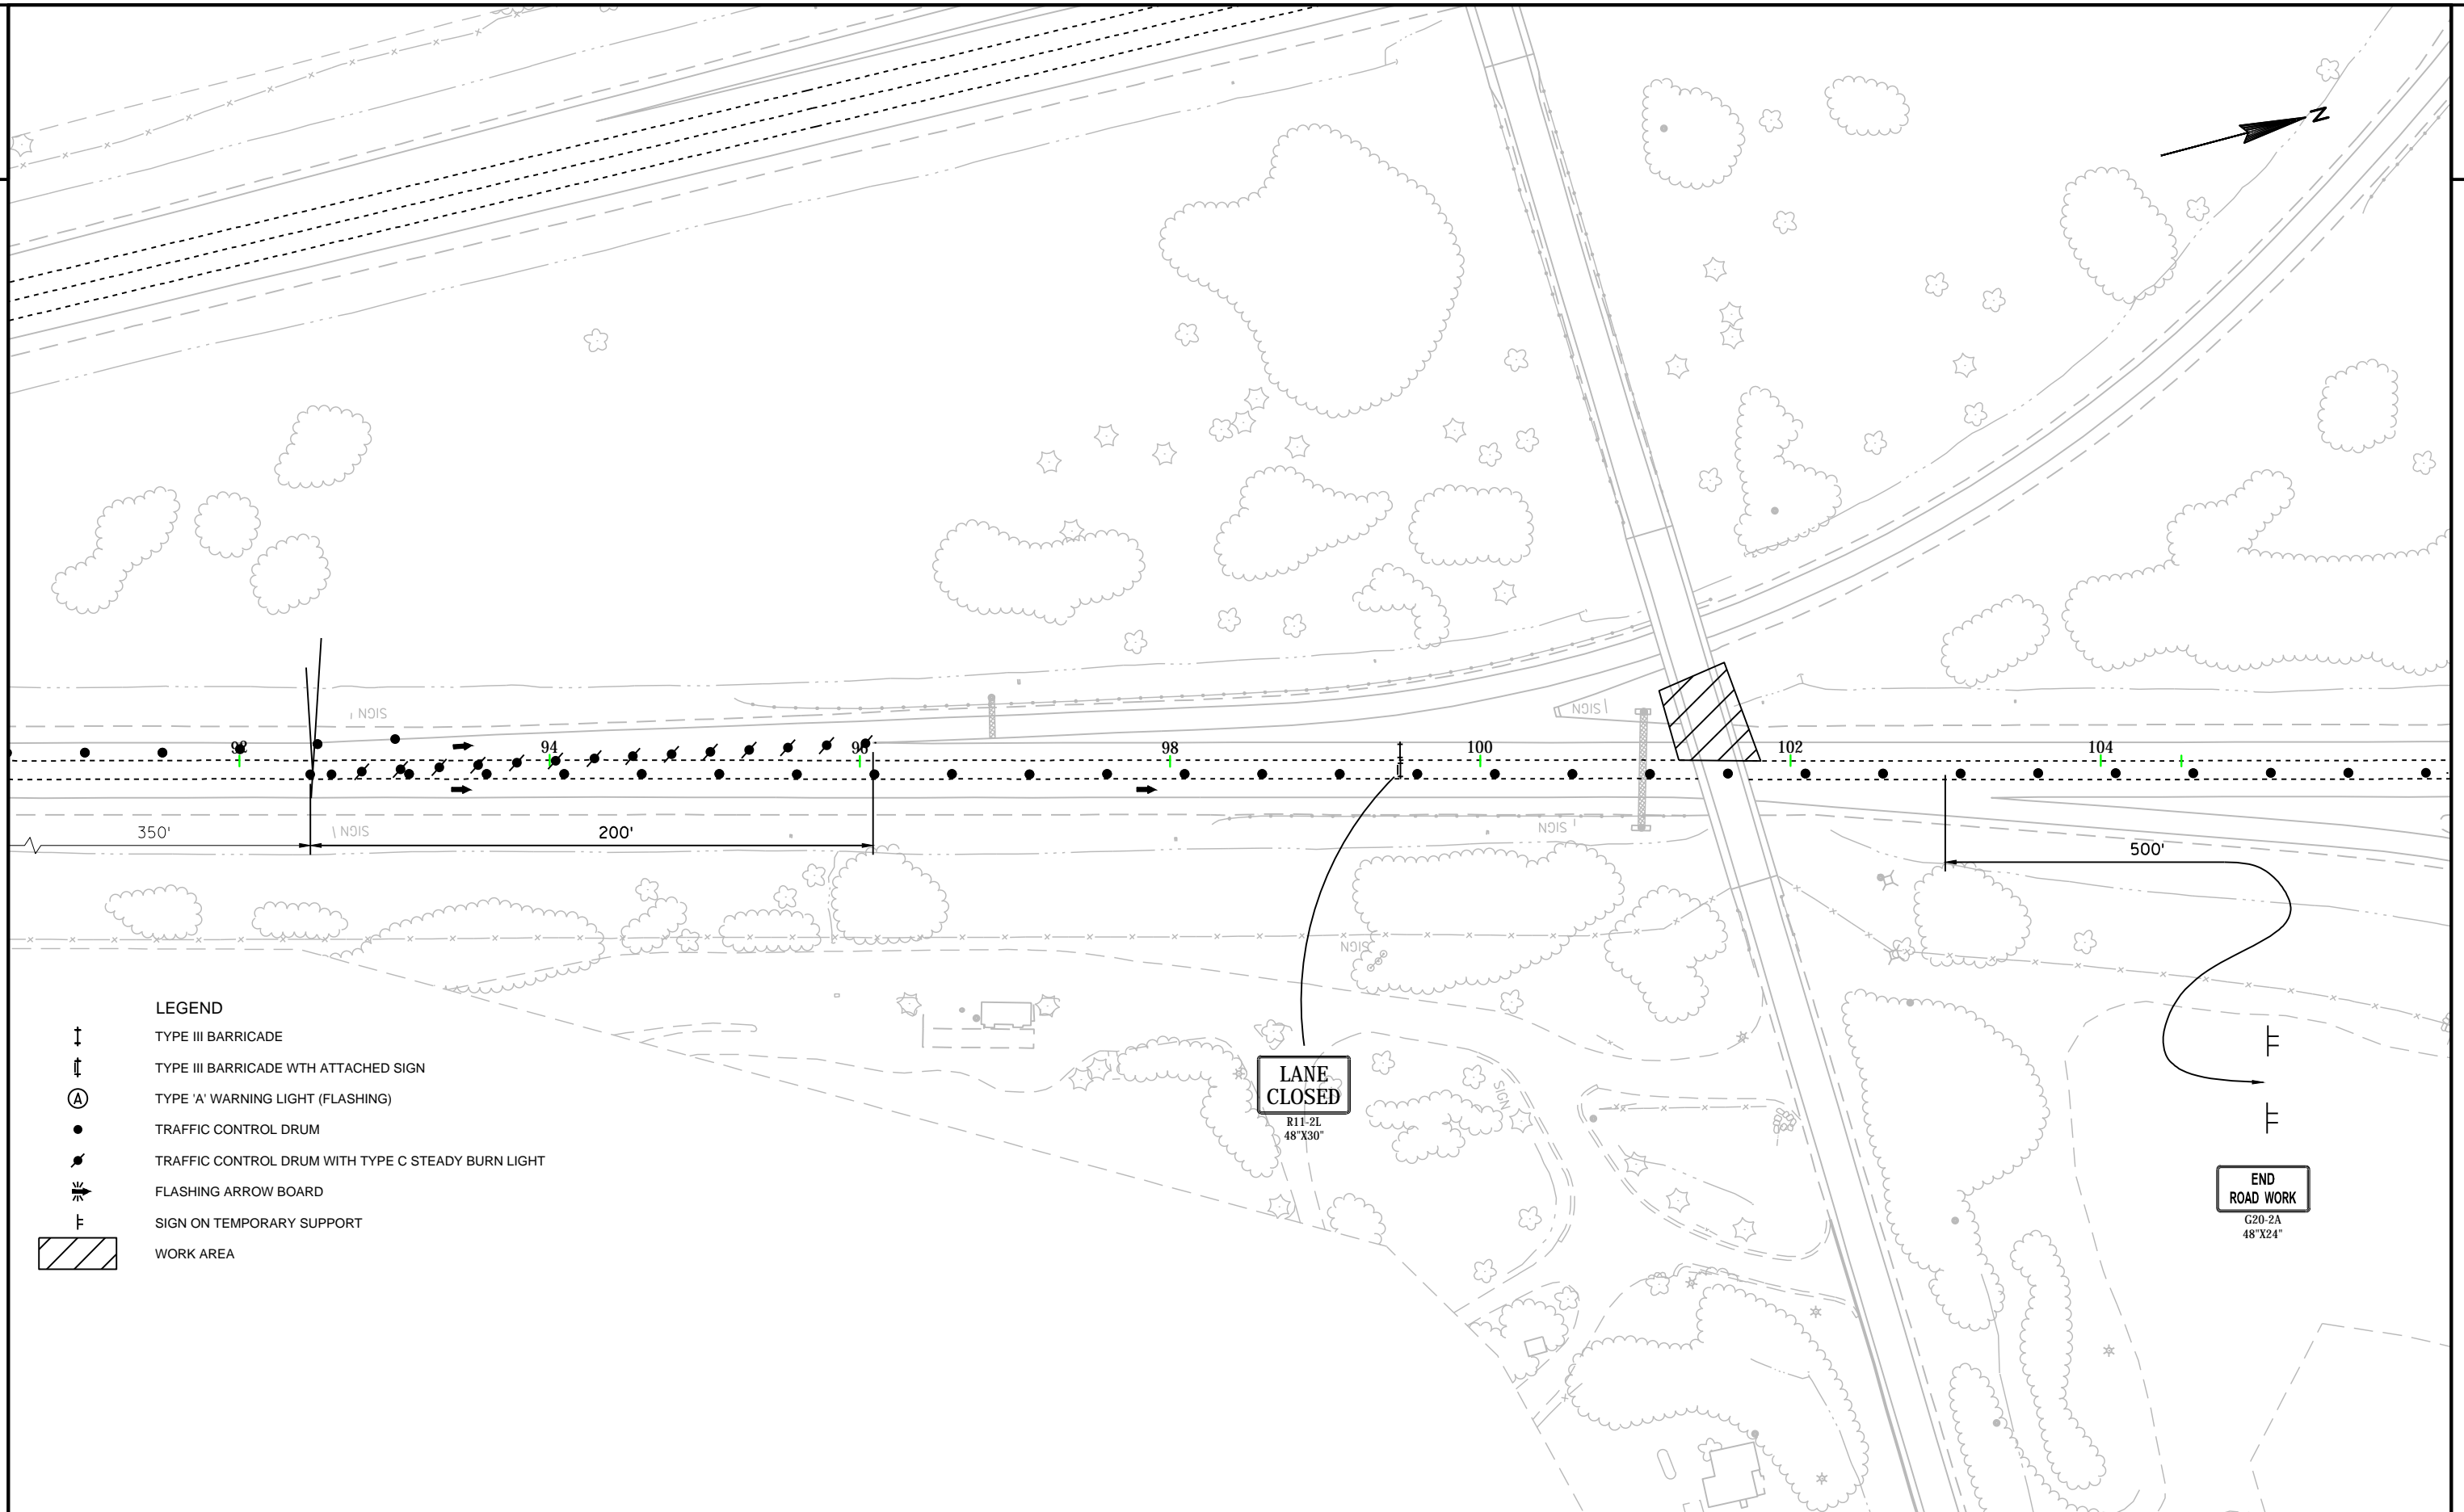 N
SIGN
SIGN
92
94
96
98
100
102
104
350'
200'
SIGN
SIGN
500'
SIGN
SIGN
LEGEND
TYPE III BARRICADE
TYPE III BARRICADE WTH ATTACHED SIGN
A
TYPE 'A' WARNING LIGHT (FLASHING)
TRAFFIC CONTROL DRUM
TRAFFIC CONTROL DRUM WITH TYPE C STEADY BURN LIGHT
FLASHING ARROW BOARD
SIGN ON TEMPORARY SUPPORT
WORK AREA
LANE
CLOSED
R11-2L
48"X30"
END
ROAD WORK
G20-2A
48"X24"